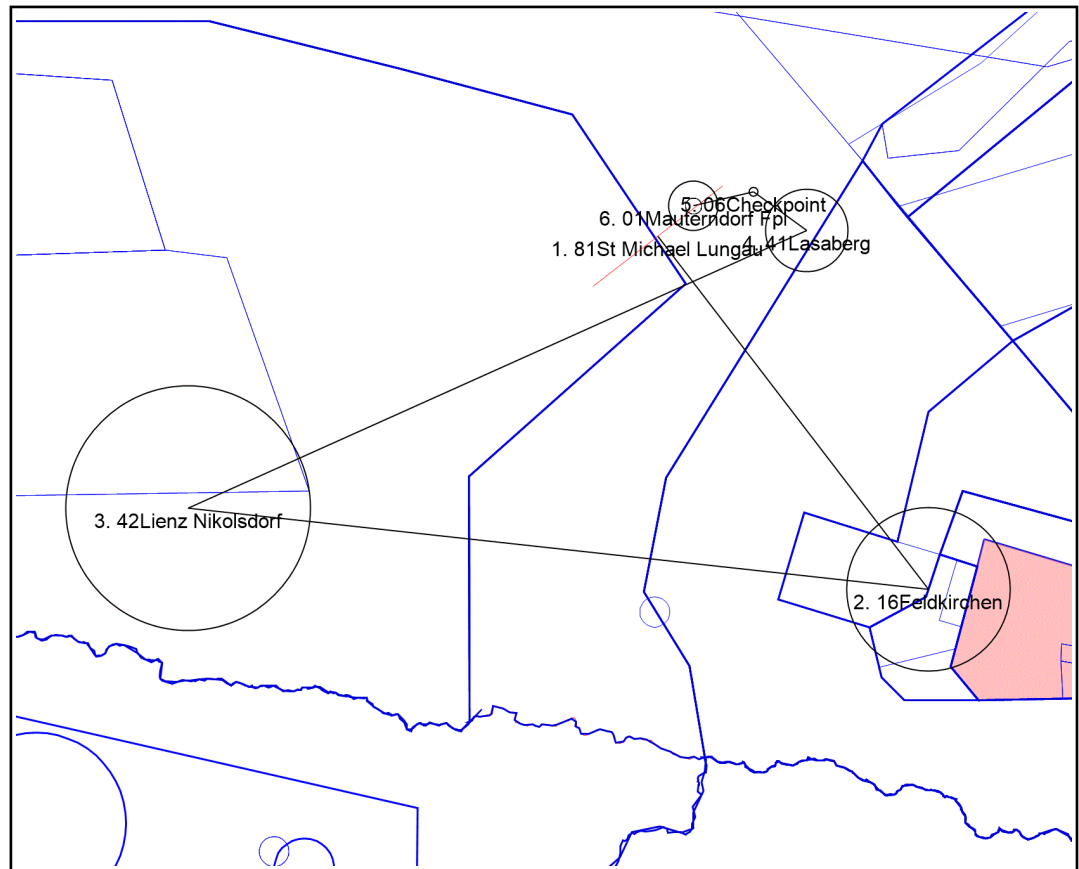 5. 06Checkpoint
6. 01Mauterndorf Fpl
1. 81St Michael Lungau
4. 41Lasaberg
3. 42Lienz Nikolsdorf
2. 16Feldkirchen